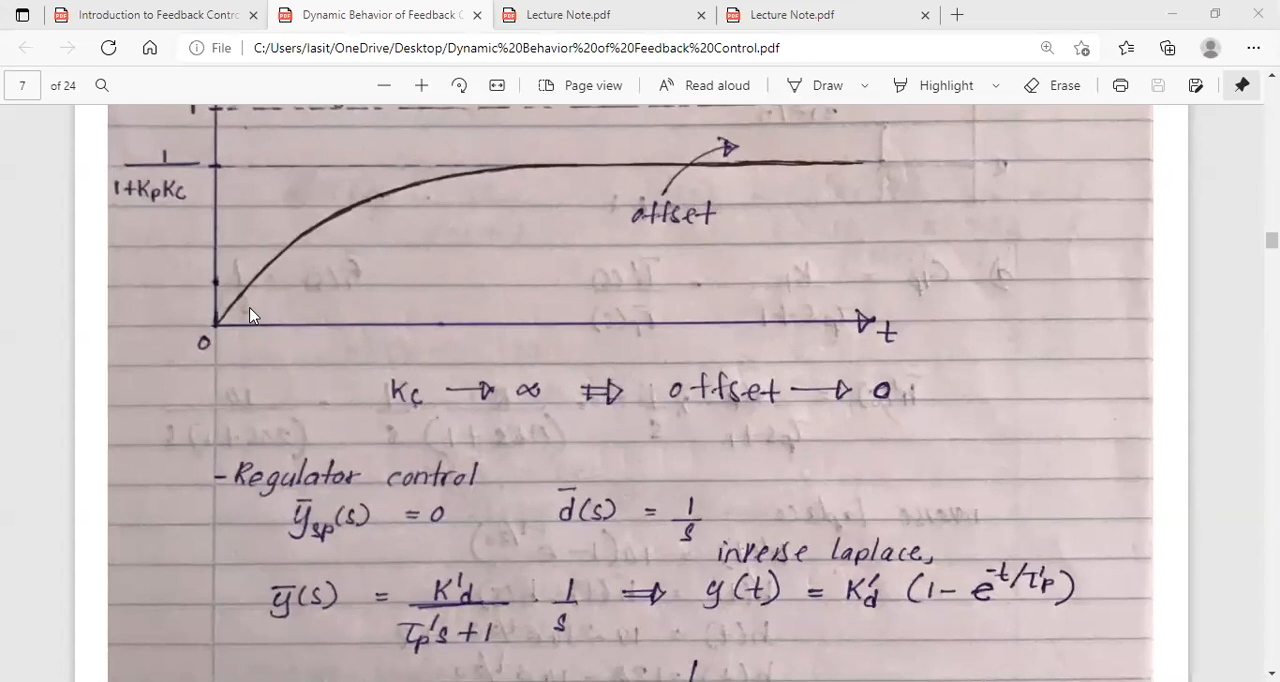 Introduction to Feedback Contro
Dynamic Behavior of Feedback C
Lecture Note.pdf
Lecture Note.pdf
File
C:/Users/lasit/OneDrive/Desktop/Dynamic%20Behavior%20of%20Feedback%20Control.pdf
7 of 24
Page view
Read aloud
Draw
Highlight
Erase
1
1+KpKc
offset
0
t
Kc → ∞ ⇒ offset → 0
- Regulator control
ȳsp(s) = 0 d̄(s) = 1/s
inverse laplace,
ȳ(s) = K'd/(τp's+1) . 1/s ⇒ y(t) = K'd (1- e^-t/τ'p)